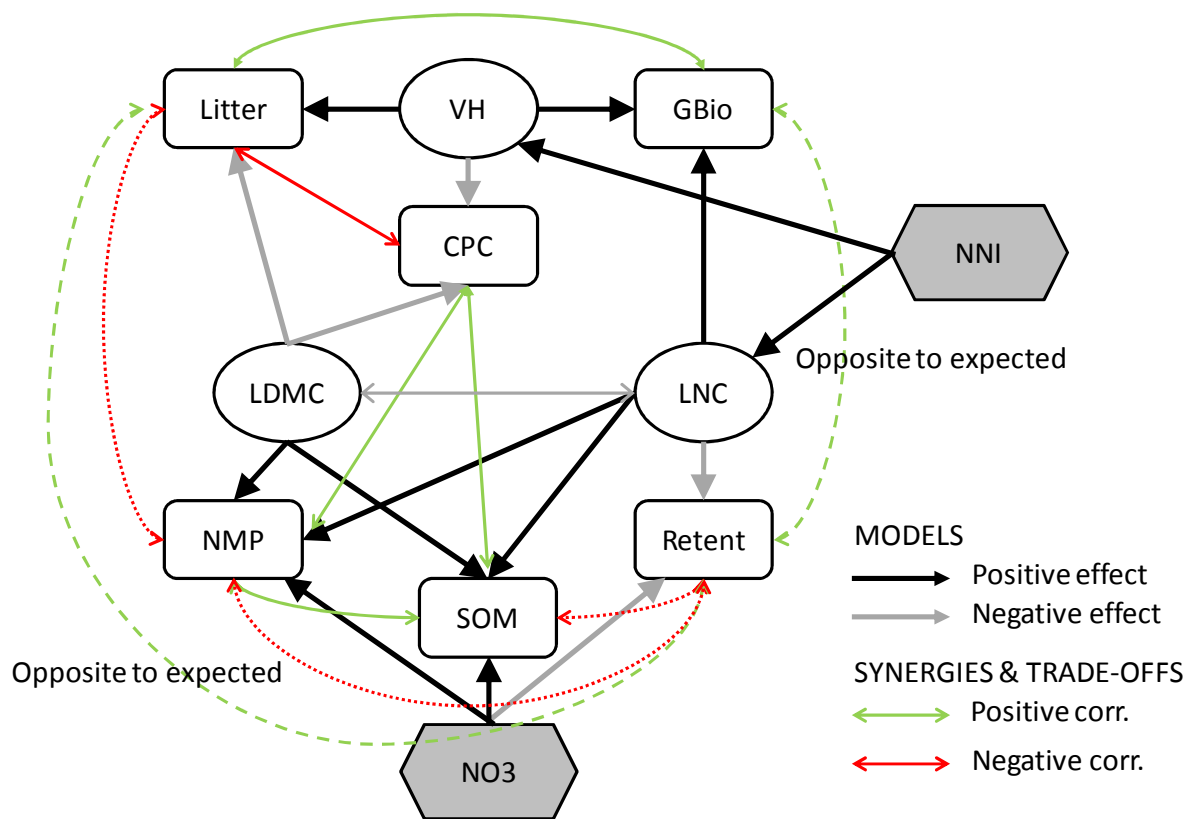 Litter
VH
GBio
CPC
NNI
Opposite to expected
LDMC
LNC
NMP
Retent
SOM
MODELS
Positive effect
Negative effect
Opposite to expected
SYNERGIES & TRADE-OFFS
Positive corr.
Negative corr.
NO3